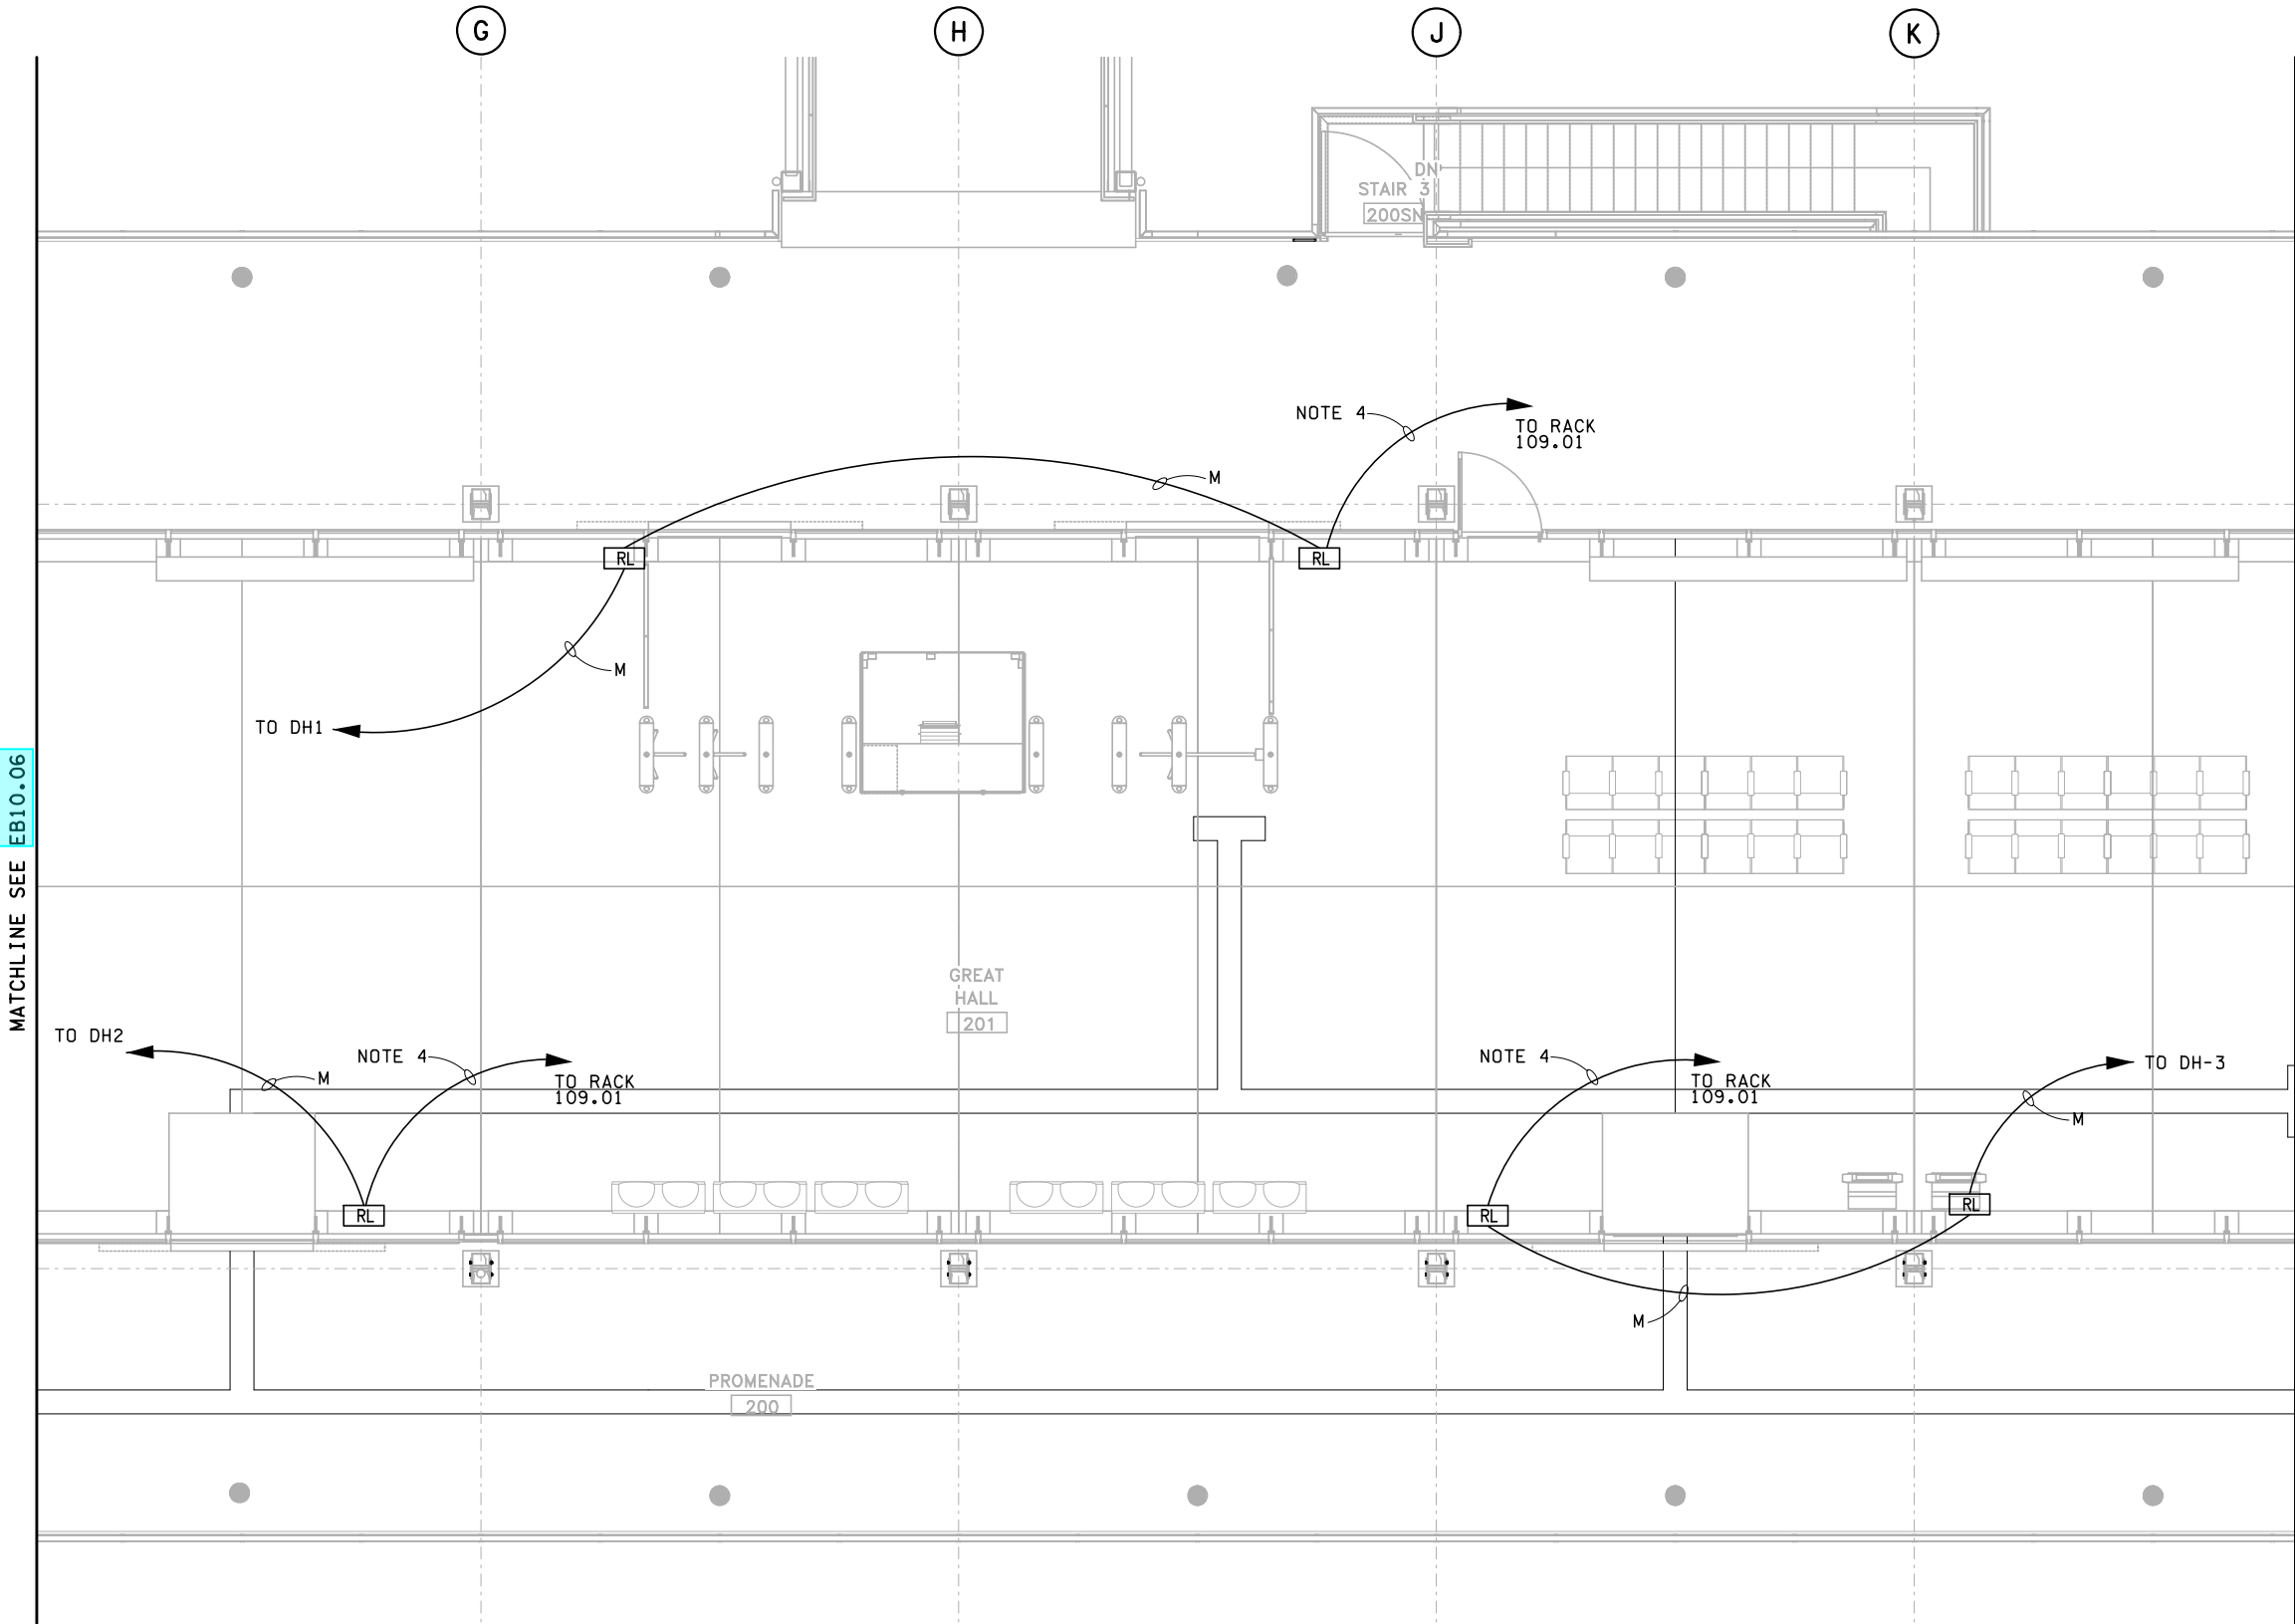 G
H
J
K
DN
STAIR 3
200SN
NOTE 4
TO RACK
109.01
M
RL
RL
M
TO DH1
MATCHLINE SEE EB10.06
GREAT
HALL
201
TO DH2
NOTE 4
M
TO RACK
109.01
NOTE 4
TO RACK
109.01
TO DH-3
M
RL
RL
RL
M
PROMENADE
200